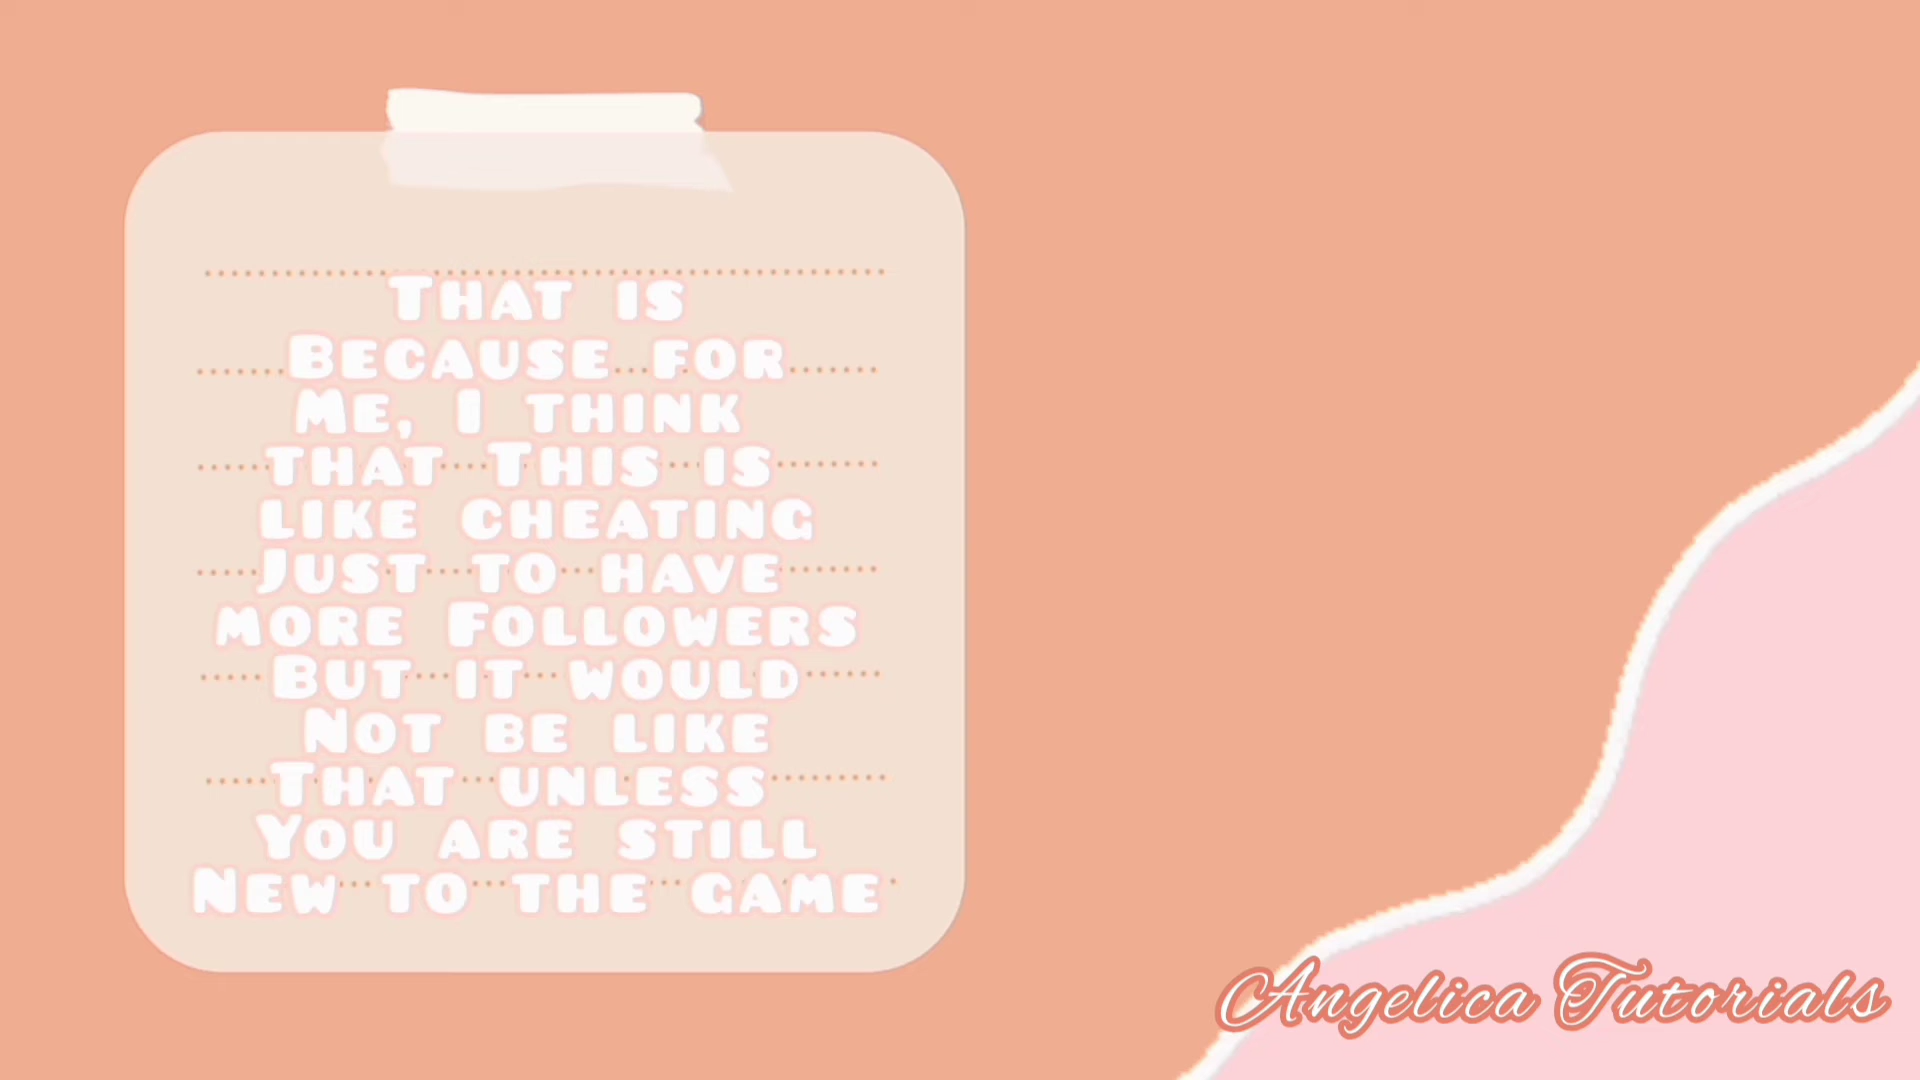 That is
Because for
Me, I think
that This is
like cheating
Just to have
more Followers
But it would
Not be like
That unless
You are still
New to the game
Angelica Tutorials